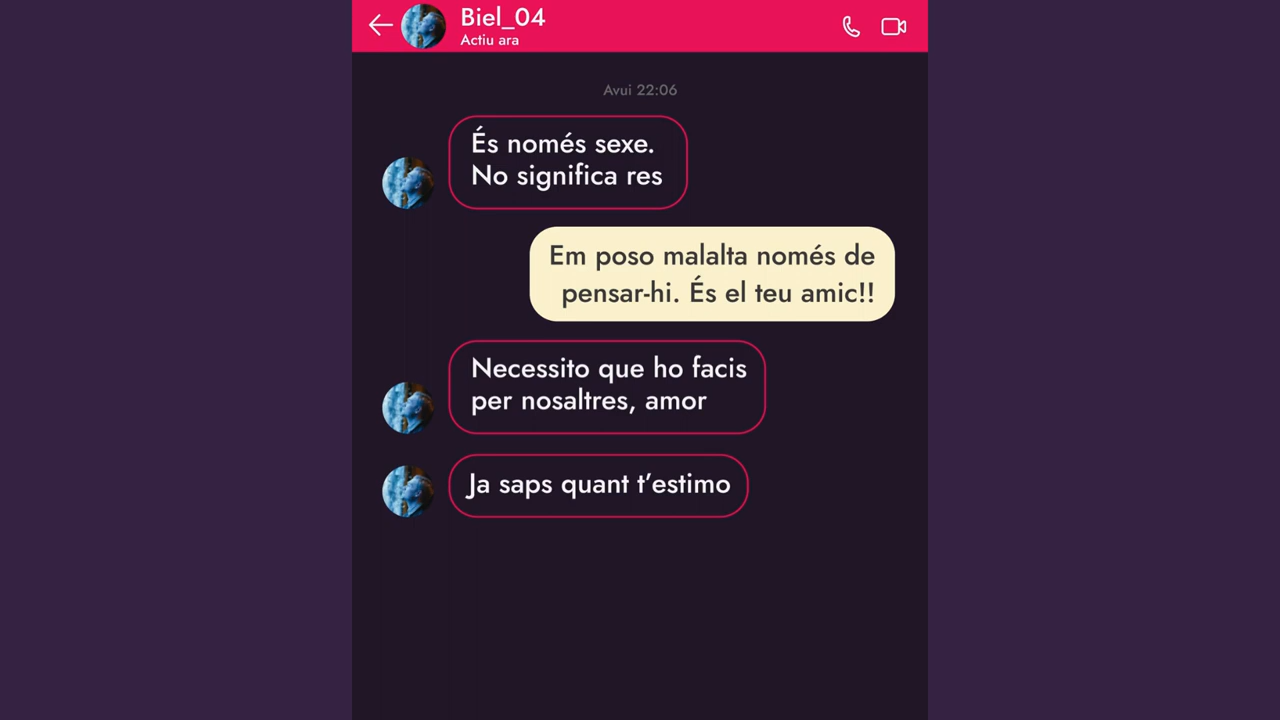 Biel_04
Actiu ara
Avui 22:06
És només sexe.
No significa res
Em poso malalta només de
pensar-hi. És el teu amic!!
Necessito que ho facis
per nosaltres, amor
Ja saps quant t’estimo